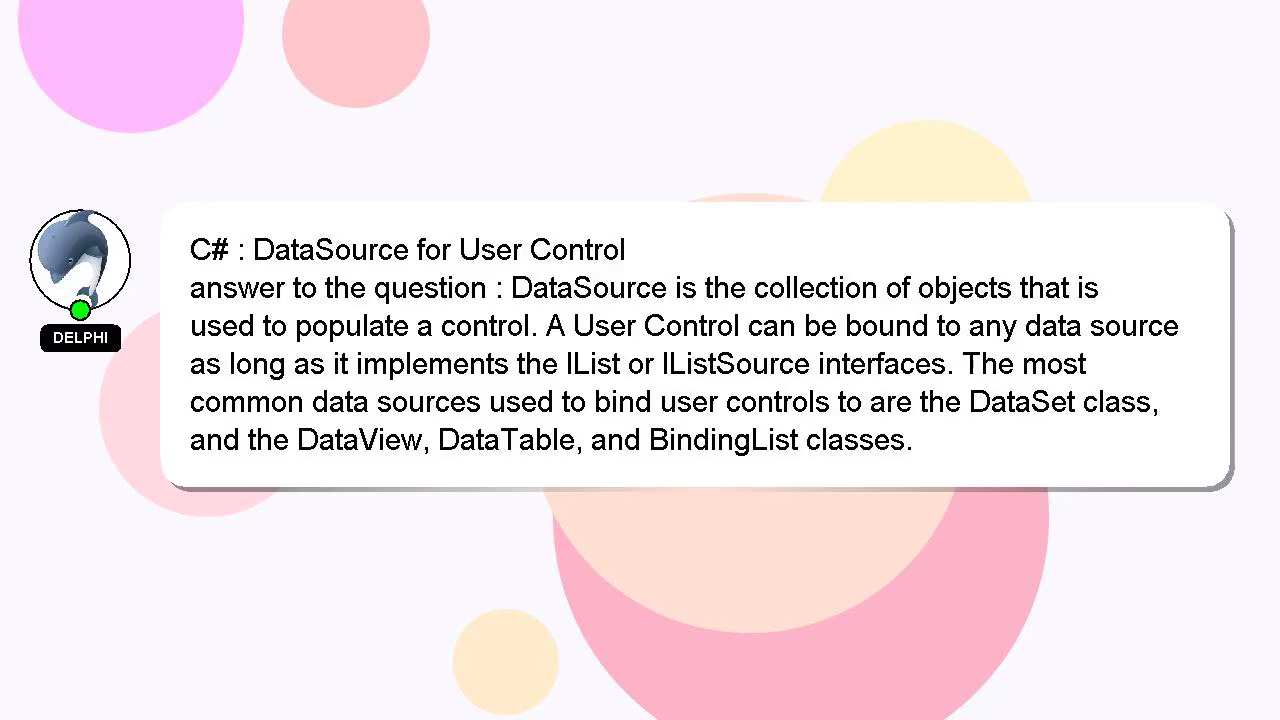 C# : DataSource for User Control
answer to the question : DataSource is the collection of objects that is
used to populate a control. A User Control can be bound to any data source
as long as it implements the IList or IListSource interfaces. The most
common data sources used to bind user controls to are the DataSet class,
and the DataView, DataTable, and BindingList classes.
DELPHI